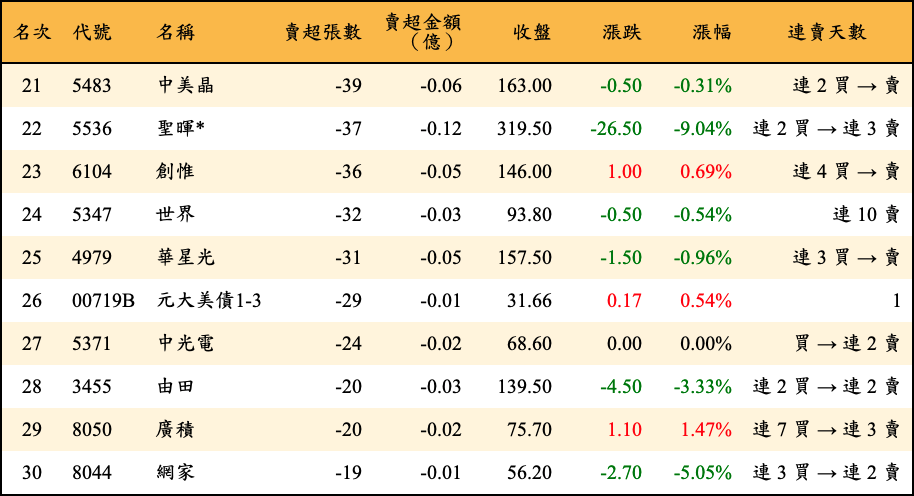 名次 代號 名稱 賣超張數 賣超金額（億） 收盤 漲跌 漲幅 連賣天數
21 5483 中美晶 -39 -0.06 163.00 -0.50 -0.31% 連 2 買 → 賣
22 5536 聖暉* -37 -0.12 319.50 -26.50 -9.04% 連 2 買 → 連 3 賣
23 6104 創惟 -36 -0.05 146.00 1.00 0.69% 連 4 買 → 賣
24 5347 世界 -32 -0.03 93.80 -0.50 -0.54% 連 10 賣
25 4979 華星光 -31 -0.05 157.50 -1.50 -0.96% 連 3 買 → 賣
26 00719B 元大美債1-3 -29 -0.01 31.66 0.17 0.54% 1
27 5371 中光電 -24 -0.02 68.60 0.00 0.00% 買 → 連 2 賣
28 3455 由田 -20 -0.03 139.50 -4.50 -3.33% 連 2 買 → 連 2 賣
29 8050 廣積 -20 -0.02 75.70 1.10 1.47% 連 7 買 → 連 3 賣
30 8044 網家 -19 -0.01 56.20 -2.70 -5.05% 連 3 買 → 連 2 賣